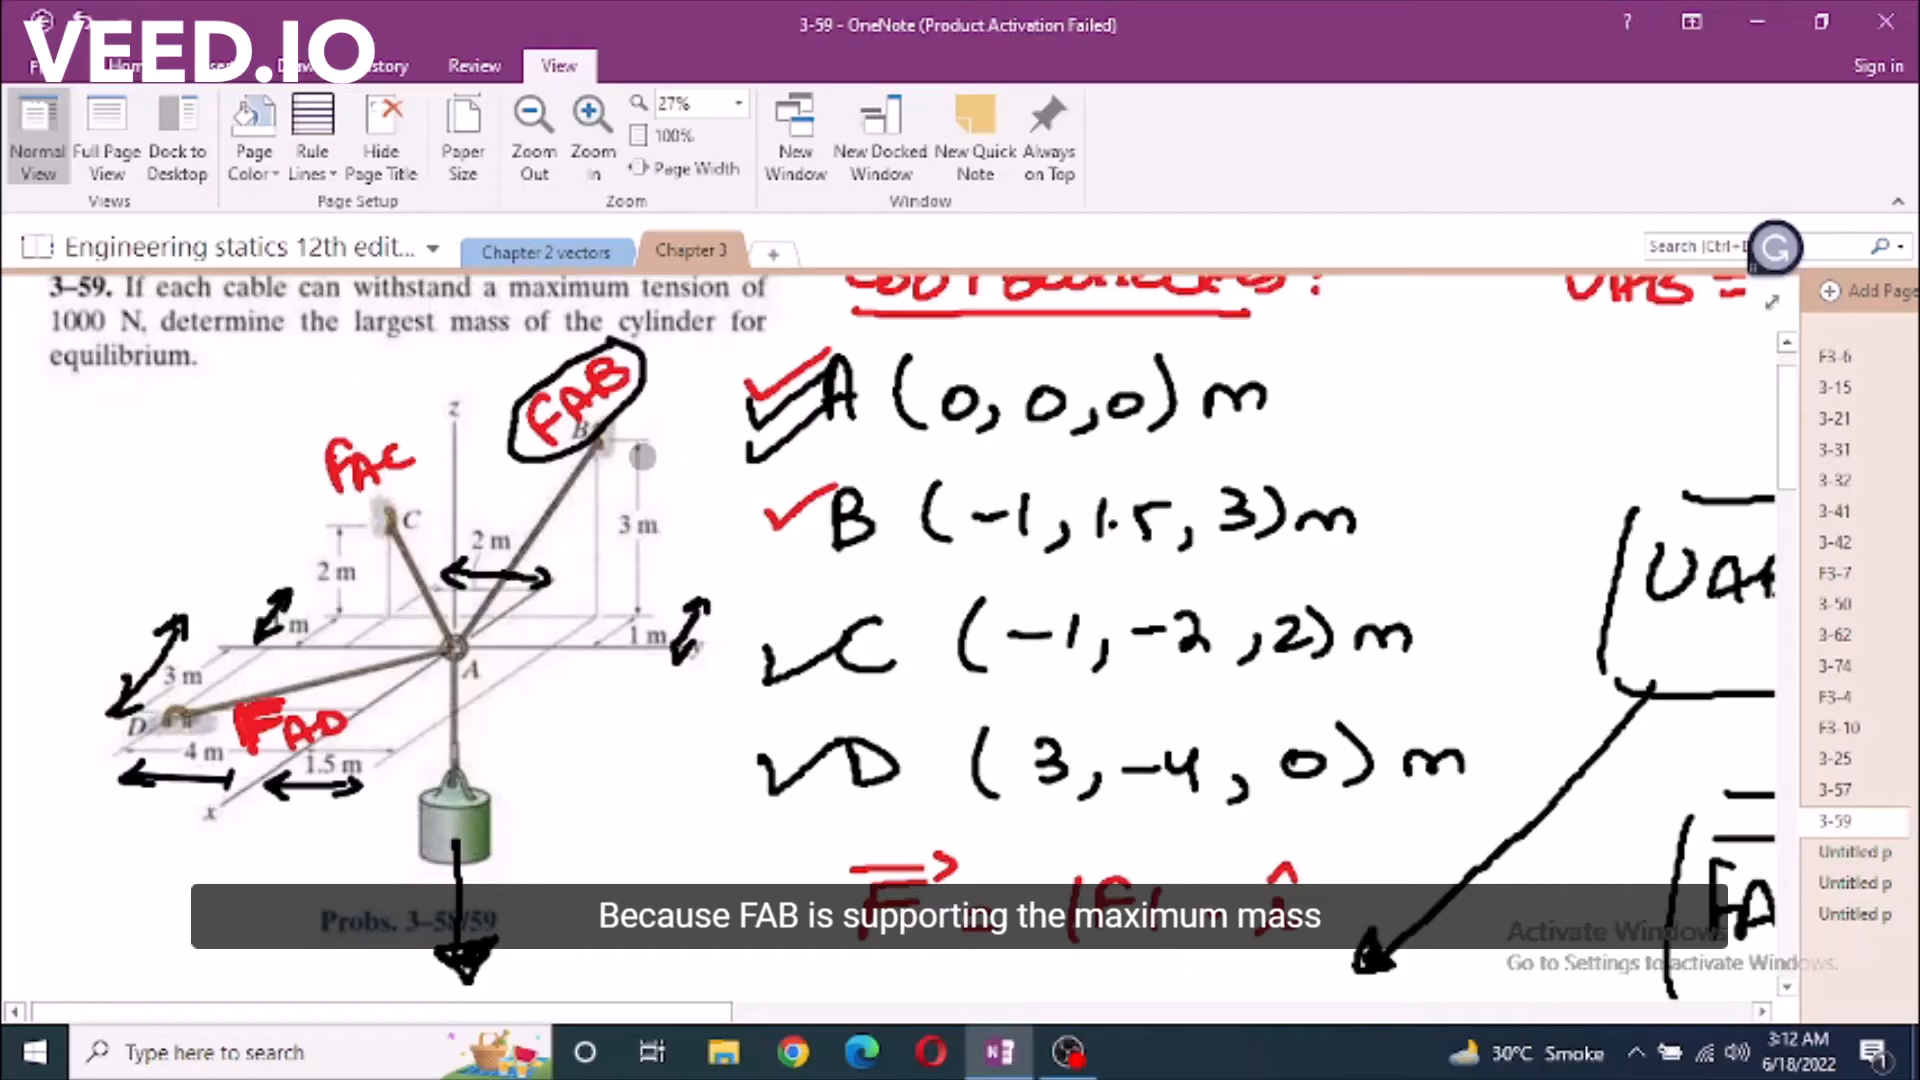 3-59 - OneNote (Product Activation Failed)
VEED.IO
Review
View
Sign in
Normal View
Full Page View
Dock to Desktop
Views
Page Color
Rule Lines
Hide Page Title
Page Setup
Paper Size
Zoom Out
Zoom In
27%
100%
Page Width
Zoom
New Window
New Docked Window
New Quick Note
Always on Top
Window
Engineering statics 12th edit...
Chapter 2 vectors
Chapter 3
Search (Ctrl+E
3–59. If each cable can withstand a maximum tension of
1000 N, determine the largest mass of the cylinder for
equilibrium.
FAB
B
z
FAC
C
2 m
2 m
3 m
1 m
3 m
A
D
FAD
4 m
1.5 m
x
y
Probs. 3–58/59
UAB =
A (0, 0, 0) m
B (-1, 1.5, 3) m
C (-1, -2, 2) m
D (3, -4, 0) m
Because FAB is supporting the maximum mass
Activate Windows
Go to Settings to activate Windows.
Add Page
F3-6
3-15
3-21
3-31
3-32
3-41
3-42
F3-7
3-50
3-62
3-74
F3-4
F3-10
3-25
3-57
3-59
Untitled p
Untitled p
Untitled p
Type here to search
30°C Smoke
3:12 AM
6/18/2022